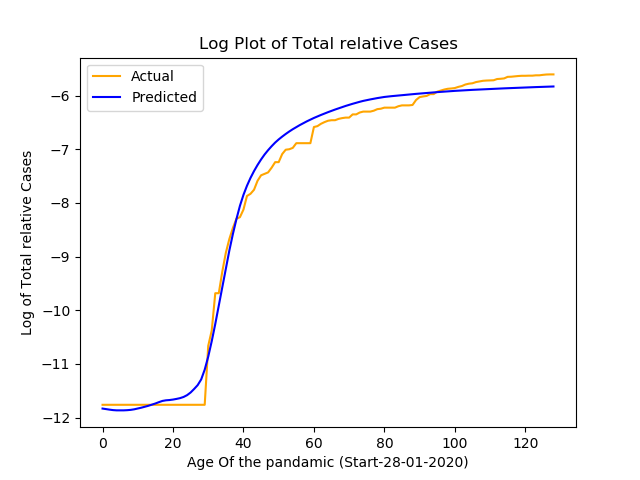 Log Plot of Total relative Cases
Actual
Predicted
Log of Total relative Cases
−6
−7
−8
−9
−10
−11
−12
0 20 40 60 80 100 120
Age Of the pandamic (Start-28-01-2020)